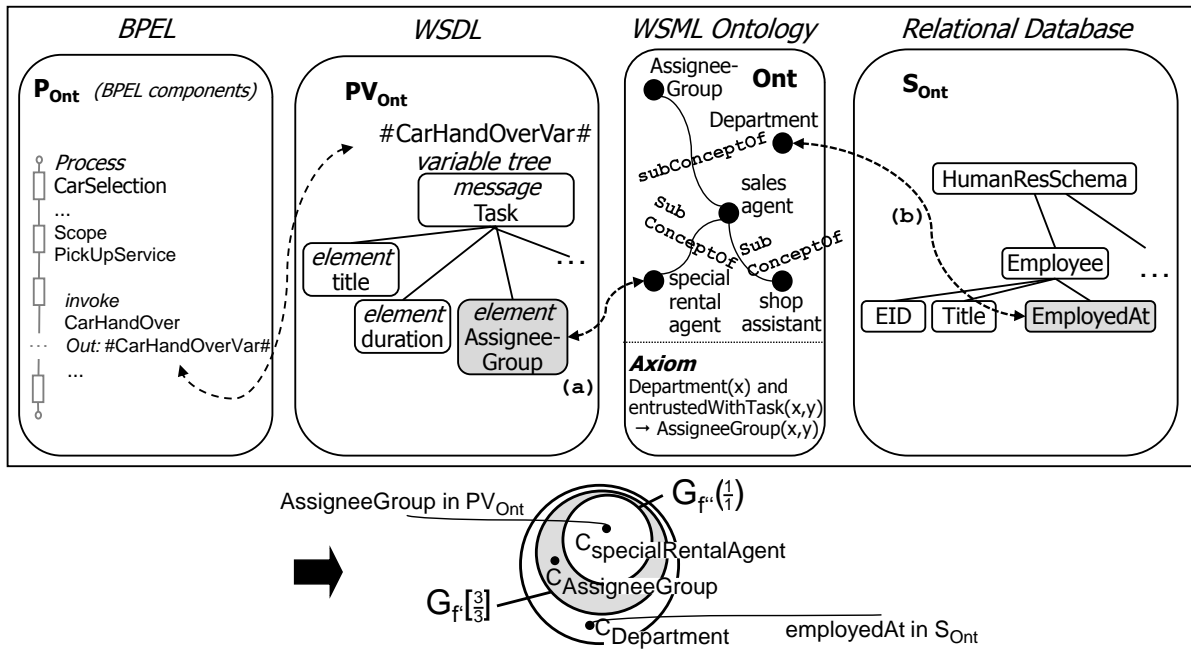 BPEL
WSDL
WSML Ontology
Relational Database
P_Ont (BPEL components)
Process
CarSelection
...
Scope
PickUpService
invoke
CarHandOver
... Out: #CarHandOverVar#
...
PV_Ont
#CarHandOverVar#
variable tree
message
Task
element
title
element
duration
element
Assignee-
Group
...
(a)
Assignee-
Group
Ont
Department
subConceptOf
sales
agent
Sub
ConceptOf
Sub
ConceptOf
special
rental
agent
shop
assistant
Axiom
Department(x) and
entrustedWithTask(x,y)
→ AssigneeGroup(x,y)
S_Ont
(b)
HumanResSchema
Employee
...
EID
Title
EmployedAt
AssigneeGroup in PV_Ont
G_f“(1/1)
C_specialRentalAgent
C_AssigneeGroup
G_f‘[3/3]
C_Department
employedAt in S_Ont